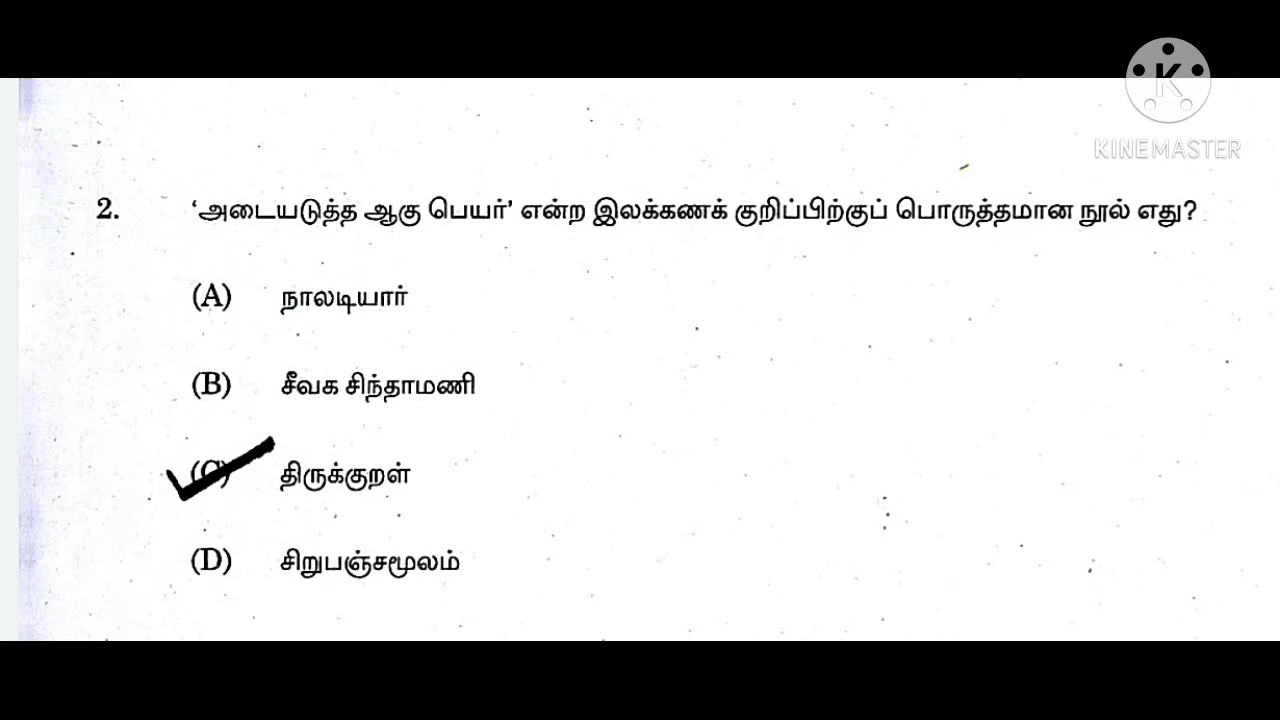 KINEMASTER
2. ‘அடையடுத்த ஆகு பெயர்’ என்ற இலக்கணக் குறிப்பிற்குப் பொருத்தமான நூல் எது?
(A) நாலடியார்
(B) சீவக சிந்தாமணி
(C) திருக்குறள்
(D) சிறுபஞ்சமூலம்